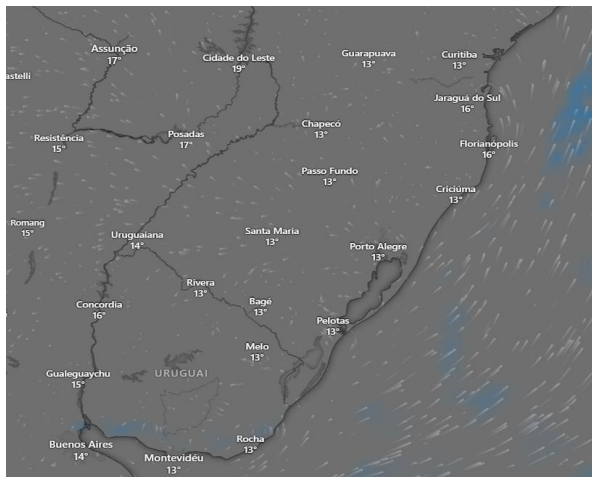 Assunção
17°
Cidade do Leste
19°
Guarapuava
13°
Curitiba
13°
astelli
Jaraguá do Sul
16°
Resistência
15°
Posadas
17°
Chapecó
13°
Florianópolis
16°
Passo Fundo
13°
Criciúma
13°
Romang
15°
Uruguaiana
14°
Santa Maria
13°
Porto Alegre
13°
Rivera
13°
Concordia
16°
Bagé
13°
Pelotas
13°
Melo
13°
Gualeguaychu
15°
URUGUAI
Buenos Aires
14°
Rocha
13°
Montevidéu
13°